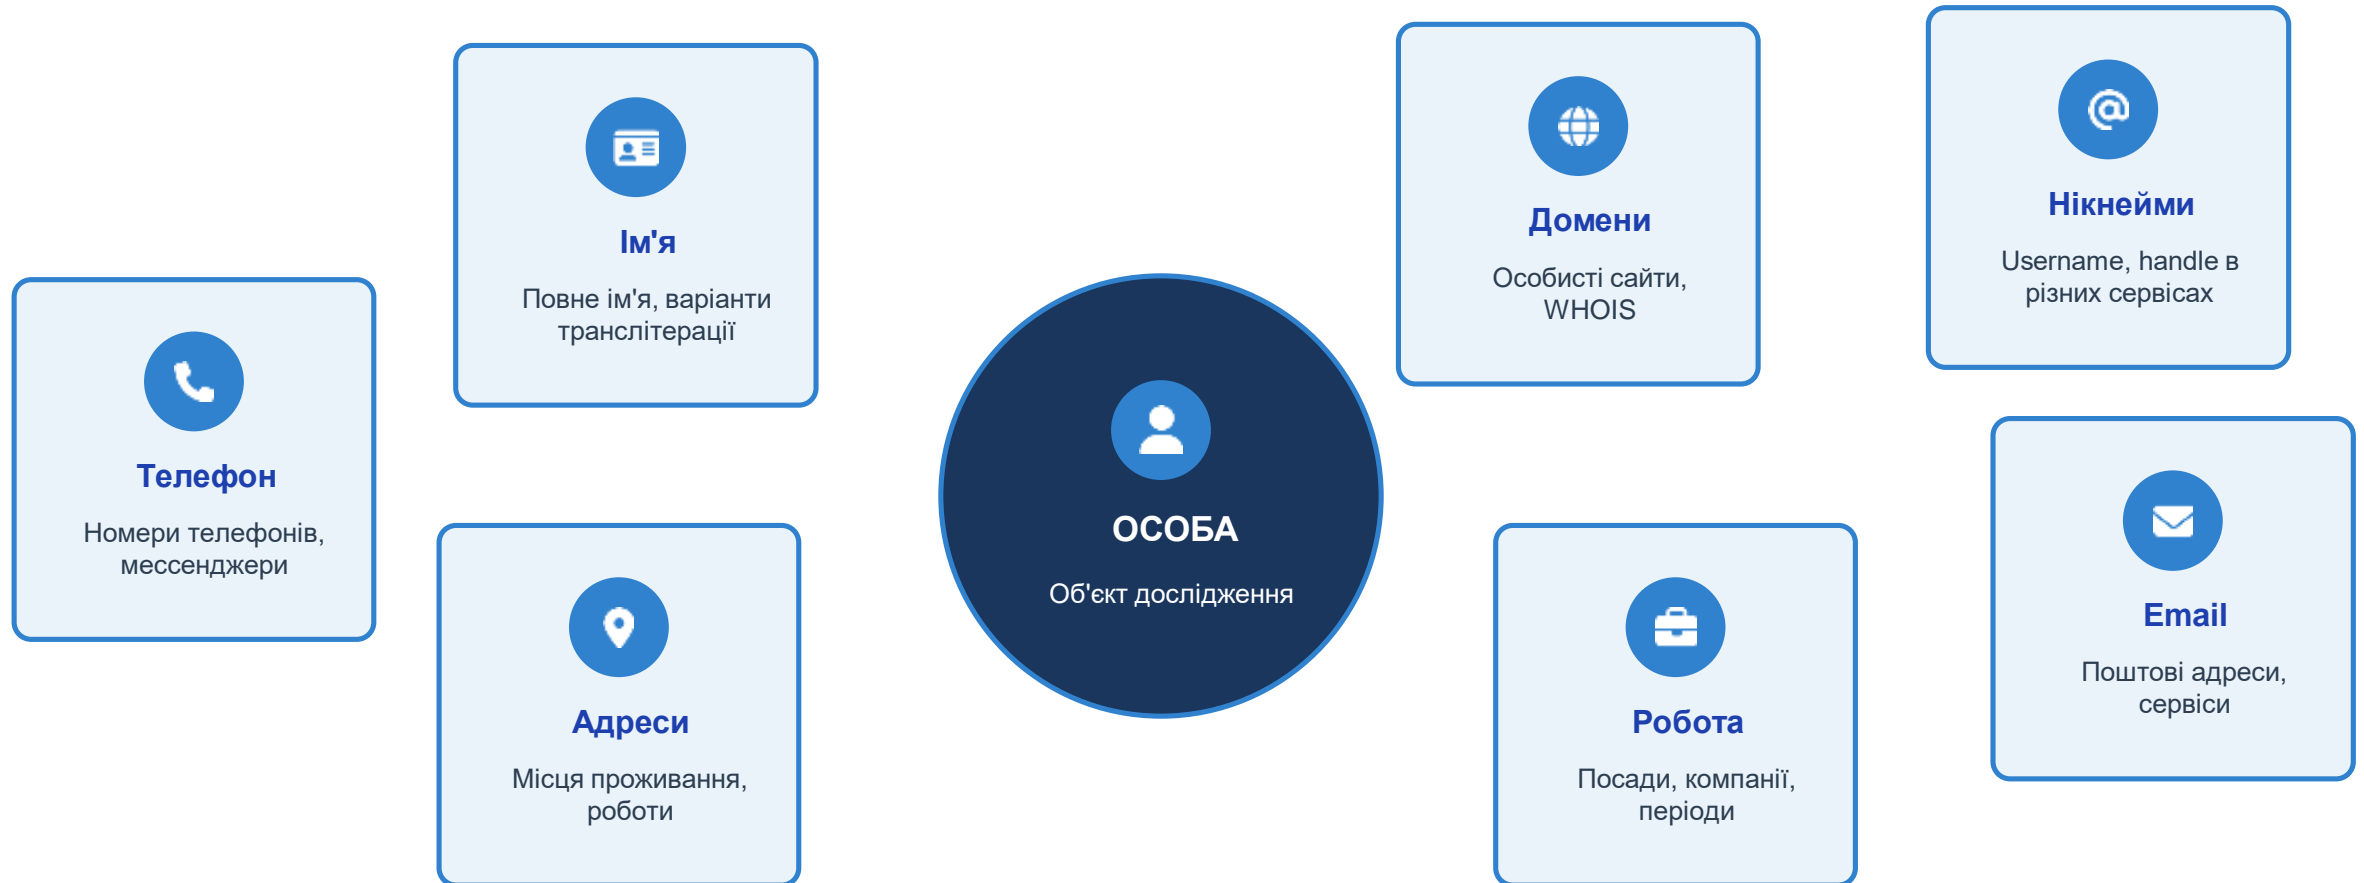 Ім'я
Повне ім'я, варіанти
транслітерації
Домени
Особисті сайти,
WHOIS
Нікнейми
Username, handle в
різних сервісах
Телефон
Номери телефонів,
мессенджери
ОСОБА
Об'єкт дослідження
Email
Поштові адреси,
сервіси
Адреси
Місця проживання,
роботи
Робота
Посади, компанії,
періоди